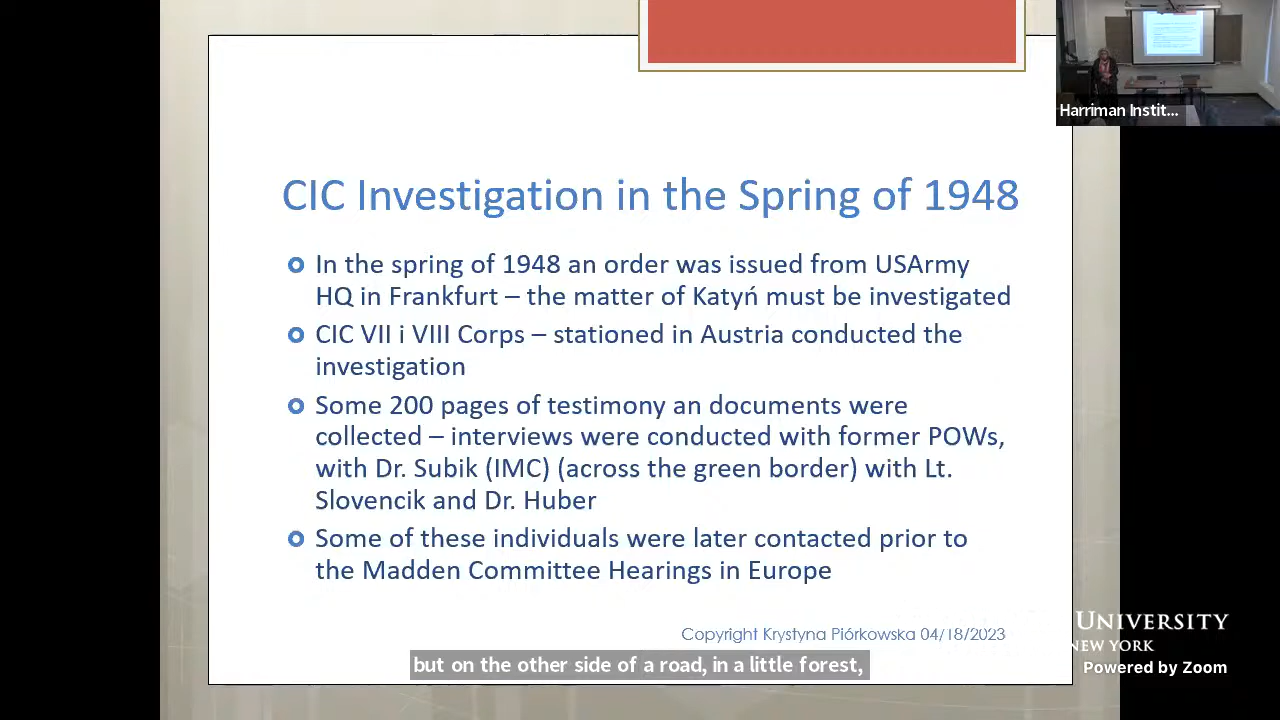 Harriman Instit...
CIC Investigation in the Spring of 1948
In the spring of 1948 an order was issued from USArmy
HQ in Frankfurt – the matter of Katyń must be investigated
CIC VII i VIII Corps – stationed in Austria conducted the
investigation
Some 200 pages of testimony an documents were
collected – interviews were conducted with former POWs,
with Dr. Subik (IMC) (across the green border) with Lt.
Slovencik and Dr. Huber
Some of these individuals were later contacted prior to
the Madden Committee Hearings in Europe
Copyright Krystyna Piórkowska 04/18/2023
but on the other side of a road, in a little forest,
UNIVERSITY
NEW YORK
Powered by Zoom